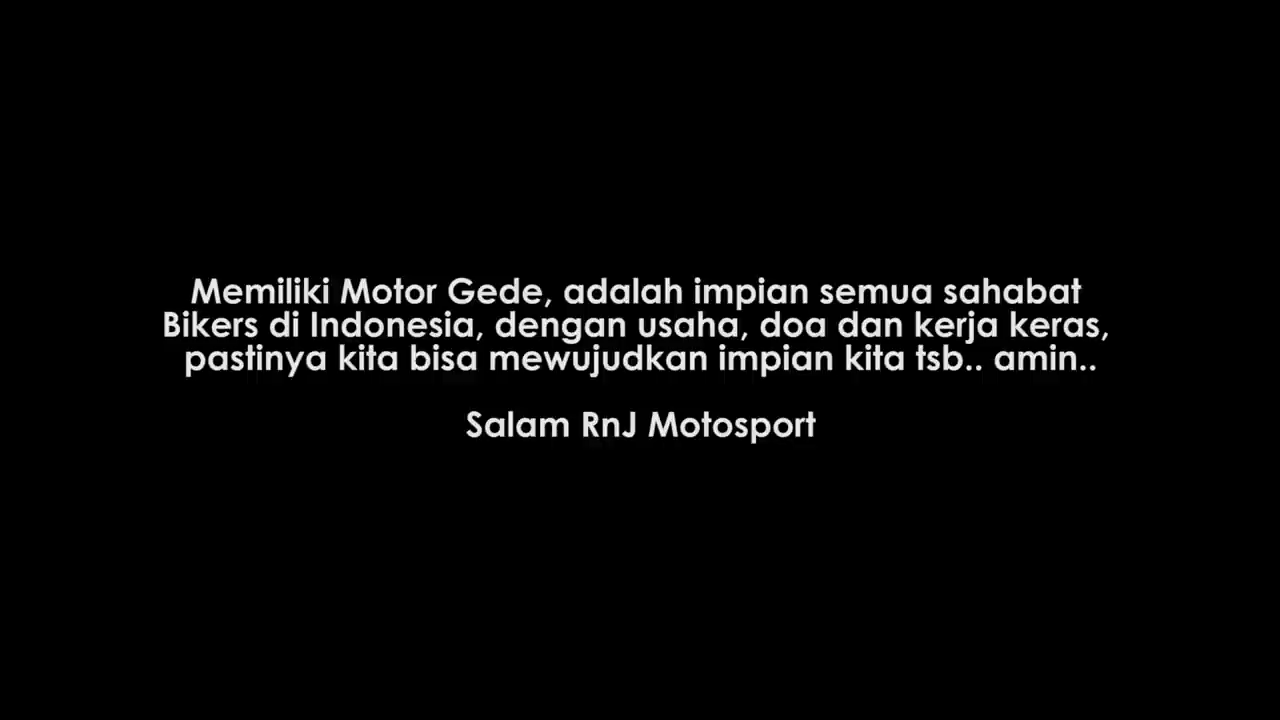 Memiliki Motor Gede, adalah impian semua sahabat
Bikers di Indonesia, dengan usaha, doa dan kerja keras,
pastinya kita bisa mewujudkan impian kita tsb.. amin..
Salam RnJ Motosport